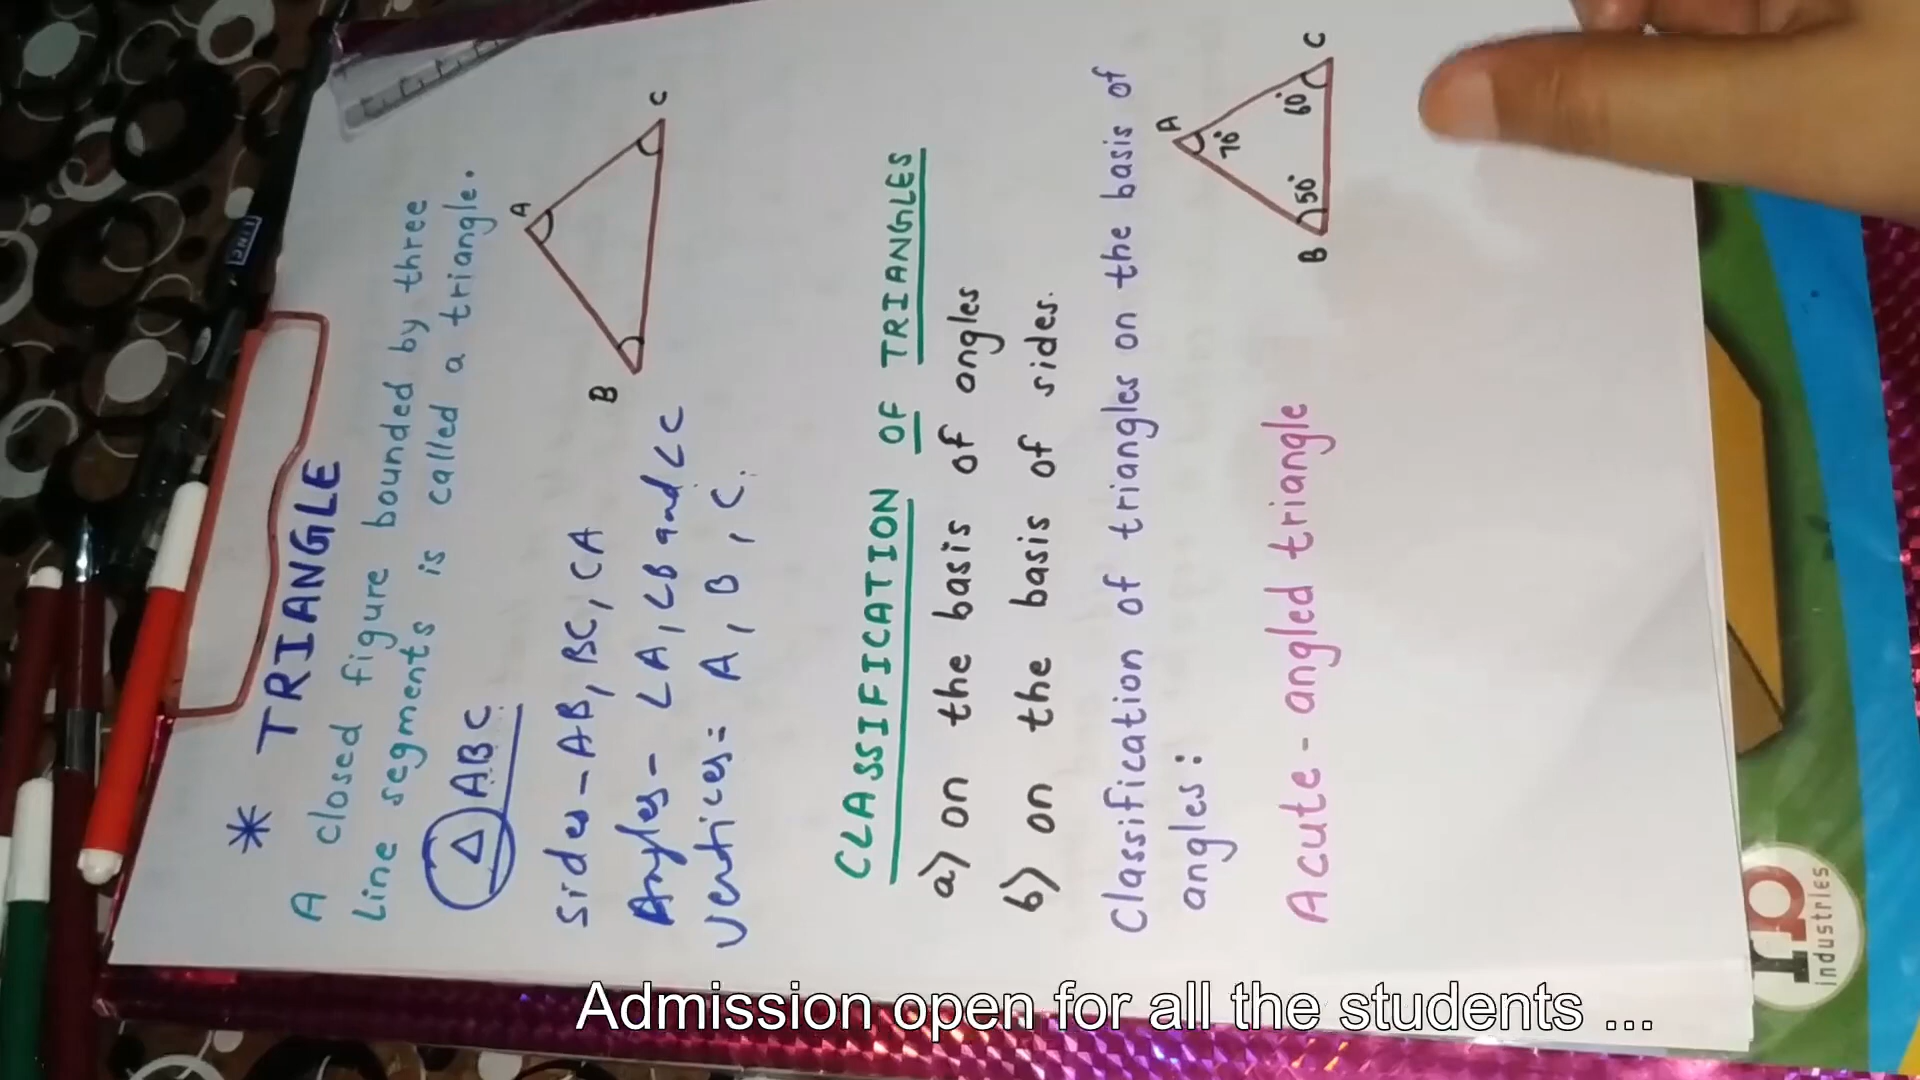 * TRIANGLE
A closed figure bounded by three
Line segments is called a triangle.
△ ABC
A
B
C
Sides - AB, BC, CA
Angles - ∠A, ∠B and ∠C
Vertices = A, B, C.
CLASSIFICATION OF TRIANGLES
a) on the basis of angles
b) on the basis of sides.
Classification of triangles on the basis of
angles:
Acute - angled triangle
A
70°
B 50° 60° C
industries
Admission open for all the students ...